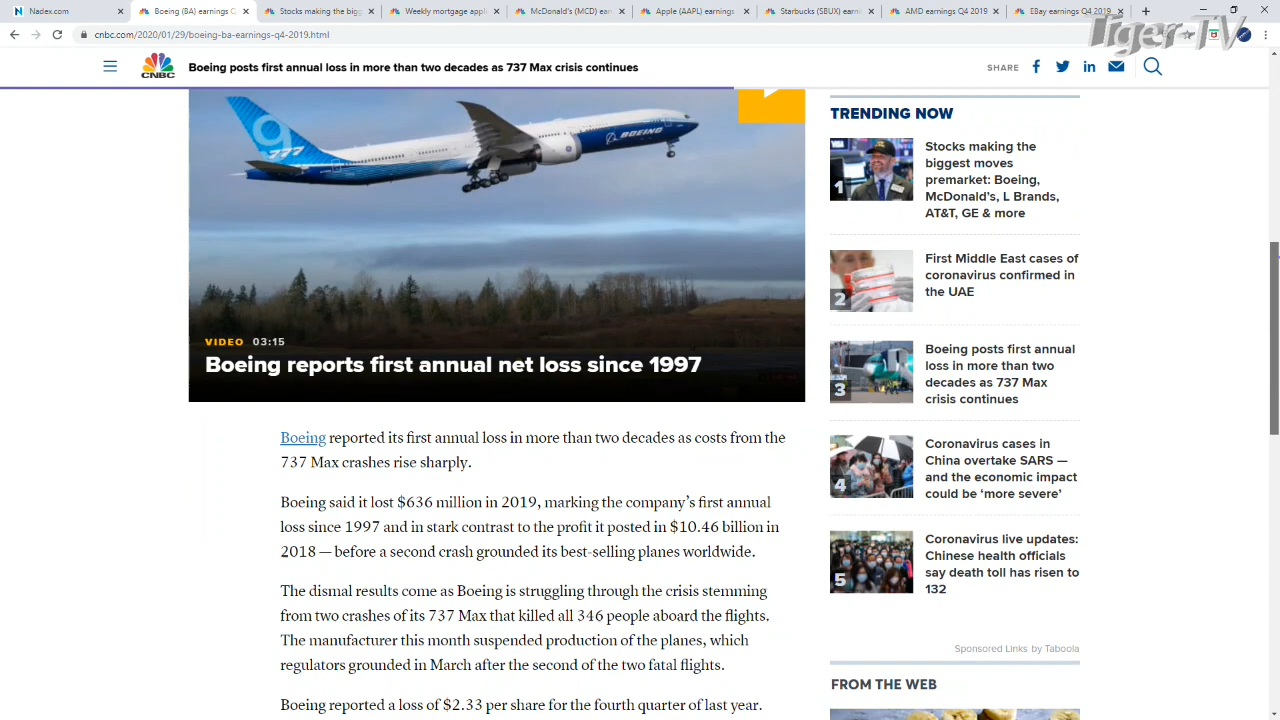 Nadex.com
Boeing (BA) earnings Q
Stocks making the bigg
Weekly mortgage appli
McDonald's (MCD) earn
Apple (AAPL) earnings
Starbucks (SBUX) earni
AMD earnings Q4 2019
EBay earnings Q4 2019
Tiger-TV
cnbc.com/2020/01/29/boeing-ba-earnings-q4-2019.html
CNBC
Boeing posts first annual loss in more than two decades as 737 Max crisis continues
SHARE
9
777
BOEING
VIDEO 03:15
Boeing reports first annual net loss since 1997
Boeing reported its first annual loss in more than two decades as costs from the
737 Max crashes rise sharply.
Boeing said it lost $636 million in 2019, marking the company's first annual
loss since 1997 and in stark contrast to the profit it posted in $10.46 billion in
2018 — before a second crash grounded its best-selling planes worldwide.
The dismal results come as Boeing is struggling through the crisis stemming
from two crashes of its 737 Max that killed all 346 people aboard the flights.
The manufacturer this month suspended production of the planes, which
regulators grounded in March after the second of the two fatal flights.
Boeing reported a loss of $2.33 per share for the fourth quarter of last year.
TRENDING NOW
1
Stocks making the
biggest moves
premarket: Boeing,
McDonald's, L Brands,
AT&T, GE & more
2
First Middle East cases of
coronavirus confirmed in
the UAE
3
Boeing posts first annual
loss in more than two
decades as 737 Max
crisis continues
4
Coronavirus cases in
China overtake SARS —
and the economic impact
could be 'more severe'
5
Coronavirus live updates:
Chinese health officials
say death toll has risen to
132
Sponsored Links by Taboola
FROM THE WEB